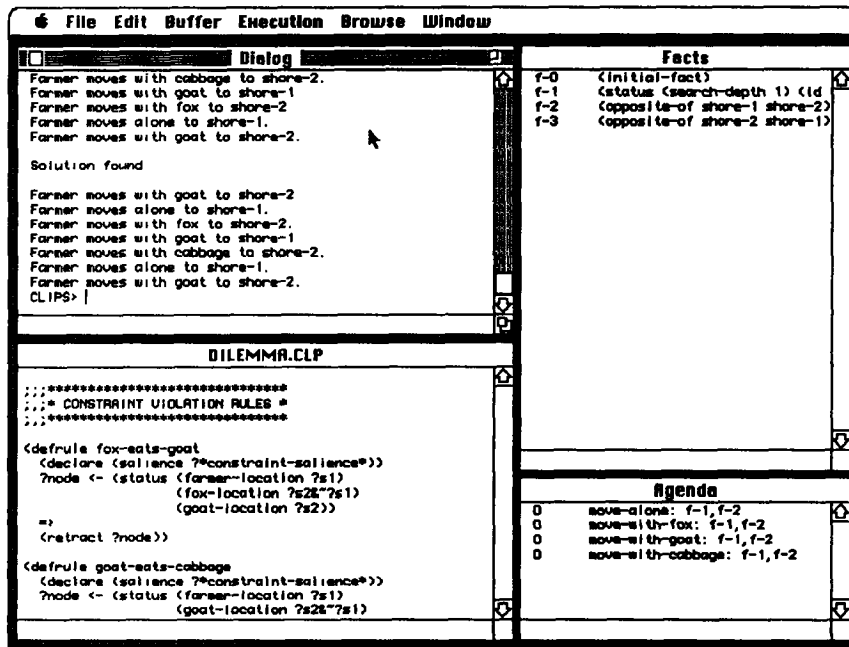 File Edit Buffer Execution Browse Window
Dialog
Farmer moves with cabbage to shore-2.
Farmer moves with goat to shore-1
Farmer moves with fox to shore-2
Farmer moves alone to shore-1.
Farmer moves with goat to shore-2.
Solution found
Farmer moves with goat to shore-2
Farmer moves alone to shore-1.
Farmer moves with fox to shore-2.
Farmer moves with goat to shore-1
Farmer moves with cabbage to shore-2.
Farmer moves alone to shore-1.
Farmer moves with goat to shore-2.
CLIPS>
DILEMMA.CLP
;;;******************************
;;;* CONSTRAINT VIOLATION RULES *
;;;******************************
(defrule fox-eats-goat
(declare (salience ?*constraint-salience*))
?node <- (status (farmer-location ?s1)
(fox-location ?s2&~?s1)
(goat-location ?s2))
=>
(retract ?node))
(defrule goat-eats-cabbage
(declare (salience ?*constraint-salience*))
?node <- (status (farmer-location ?s1)
(goat-location ?s2&~?s1)
Facts
f-0 (initial-fact)
f-1 (status (search-depth 1) (id
f-2 (opposite-of shore-1 shore-2)
f-3 (opposite-of shore-2 shore-1)
Agenda
0 move-alone: f-1,f-2
0 move-with-fox: f-1,f-2
0 move-with-goat: f-1,f-2
0 move-with-cabbage: f-1,f-2